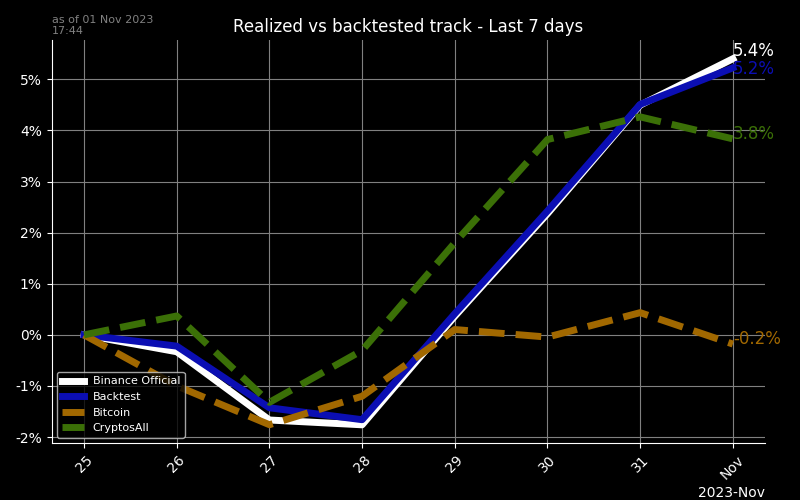 as of 01 Nov 2023
17:44
Realized vs backtested track - Last 7 days
5.4%
5.2%
3.8%
-0.2%
5%
4%
3%
2%
1%
0%
-1%
-2%
Binance Official
Backtest
Bitcoin
CryptosAll
25
26
27
28
29
30
31
Nov
2023-Nov